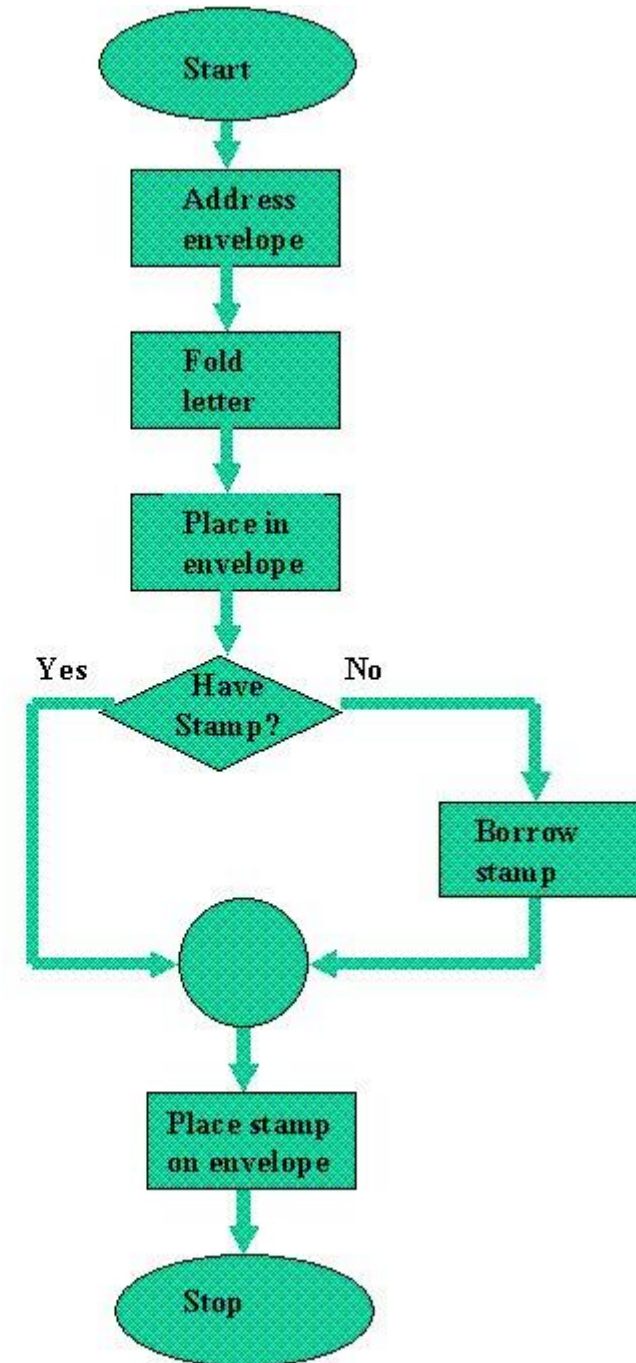 Start
Address
envelope
Fold
letter
Place in
envelope
Yes
No
Have
Stamp?
Borrow
stamp
Place stamp
on envelope
Stop